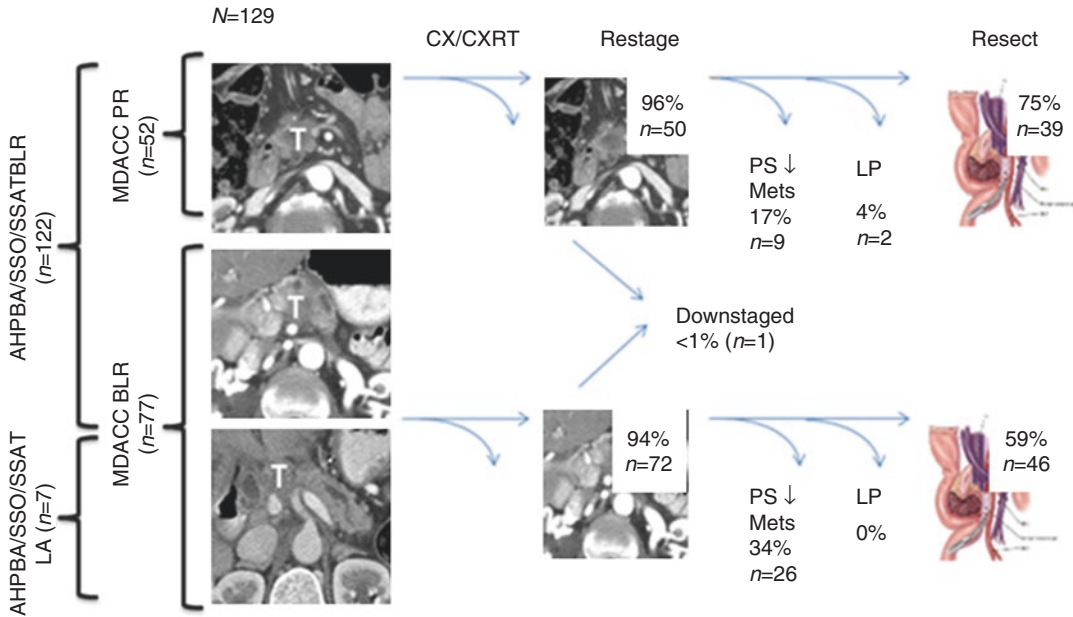 N=129
CX/CXRT
Restage
Resect
AHPBA/SSO/SSATBLR
(n=122)
MDACC PR
(n=52)
T
96%
n=50
PS ↓
Mets
17%
n=9
LP
4%
n=2
75%
n=39
T
Downstaged
<1% (n=1)
AHPBA/SSO/SSAT
LA (n=7)
MDACC BLR
(n=77)
T
94%
n=72
PS ↓
Mets
34%
n=26
LP
0%
59%
n=46